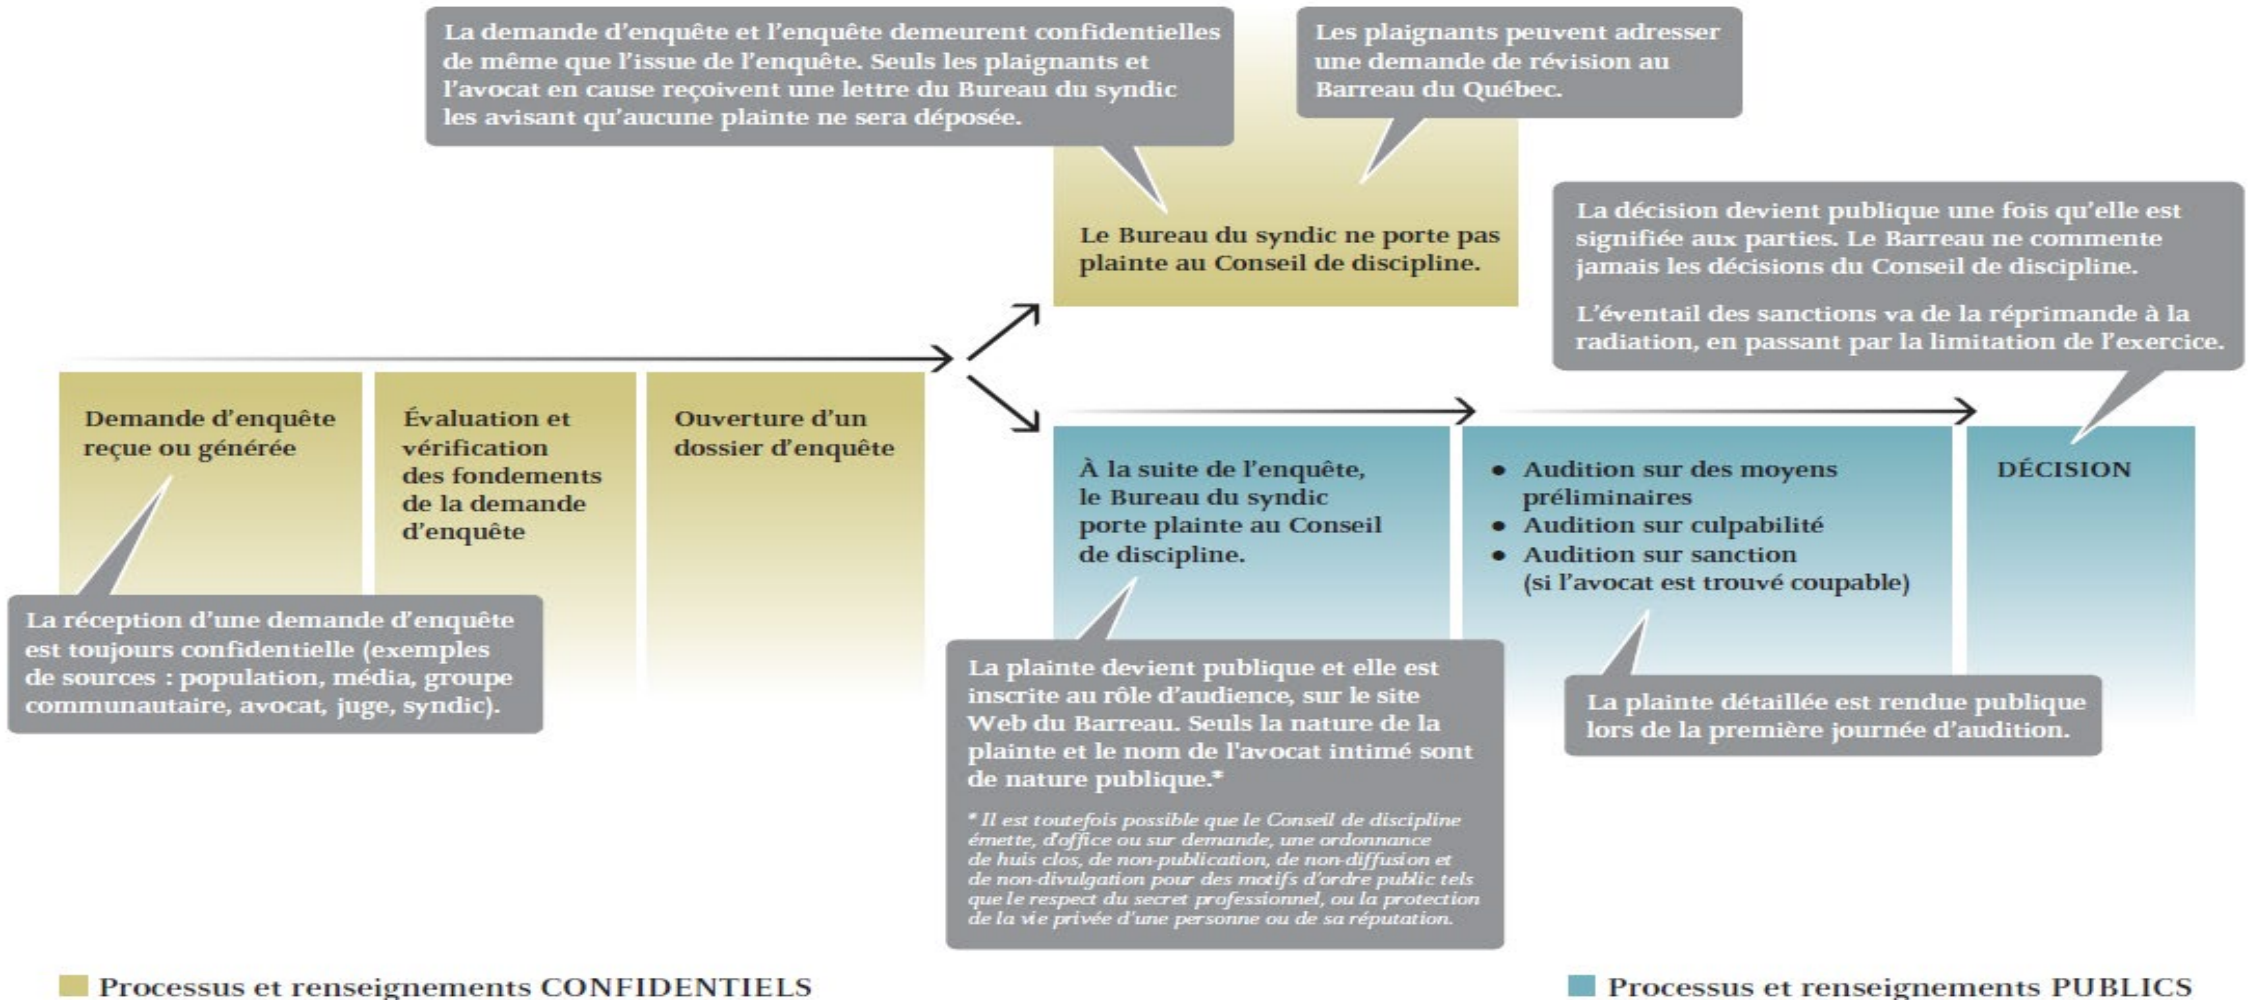 La demande d'enquête et l'enquête demeurent confidentielles
de même que l'issue de l'enquête. Seuls les plaignants et
l'avocat en cause reçoivent une lettre du Bureau du syndic
les avisant qu'aucune plainte ne sera déposée.
Les plaignants peuvent adresser
une demande de révision au
Barreau du Québec.
Le Bureau du syndic ne porte pas
plainte au Conseil de discipline.
La décision devient publique une fois qu'elle est
signifiée aux parties. Le Barreau ne commente
jamais les décisions du Conseil de discipline.
L'éventail des sanctions va de la réprimande à la
radiation, en passant par la limitation de l'exercice.
Demande d'enquête
reçue ou générée
Évaluation et
vérification
des fondements
de la demande
d'enquête
Ouverture d'un
dossier d'enquête
À la suite de l'enquête,
le Bureau du syndic
porte plainte au Conseil
de discipline.
• Audition sur des moyens
préliminaires
• Audition sur culpabilité
• Audition sur sanction
(si l'avocat est trouvé coupable)
DÉCISION
La réception d'une demande d'enquête
est toujours confidentielle (exemples
de sources : population, média, groupe
communautaire, avocat, juge, syndic).
La plainte devient publique et elle est
inscrite au rôle d'audience, sur le site
Web du Barreau. Seuls la nature de la
plainte et le nom de l'avocat intimé sont
de nature publique.*
* Il est toutefois possible que le Conseil de discipline
émette, d'office ou sur demande, une ordonnance
de huis clos, de non-publication, de non-diffusion et
de non-divulgation pour des motifs d'ordre public tels
que le respect du secret professionnel, ou la protection
de la vie privée d'une personne ou de sa réputation.
La plainte détaillée est rendue publique
lors de la première journée d'audition.
Processus et renseignements CONFIDENTIELS
Processus et renseignements PUBLICS